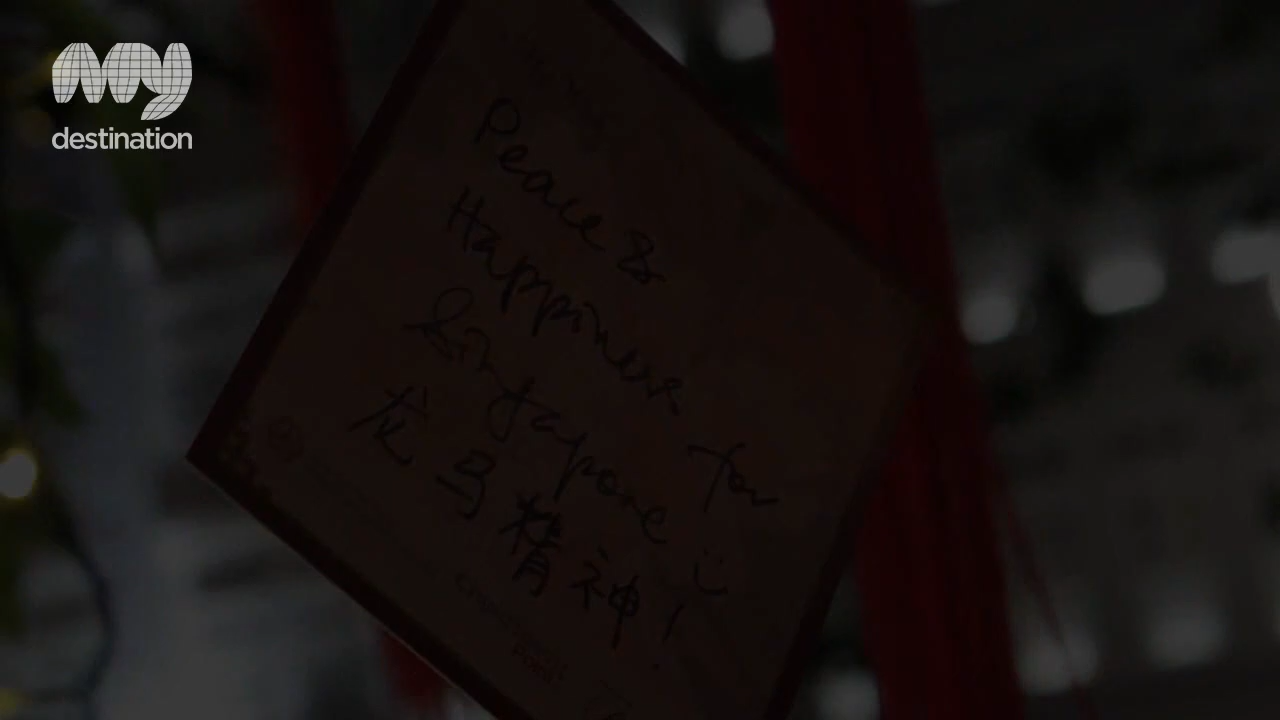 my
destination
Peace &
Happiness for
Singapore :)
龙马精神!